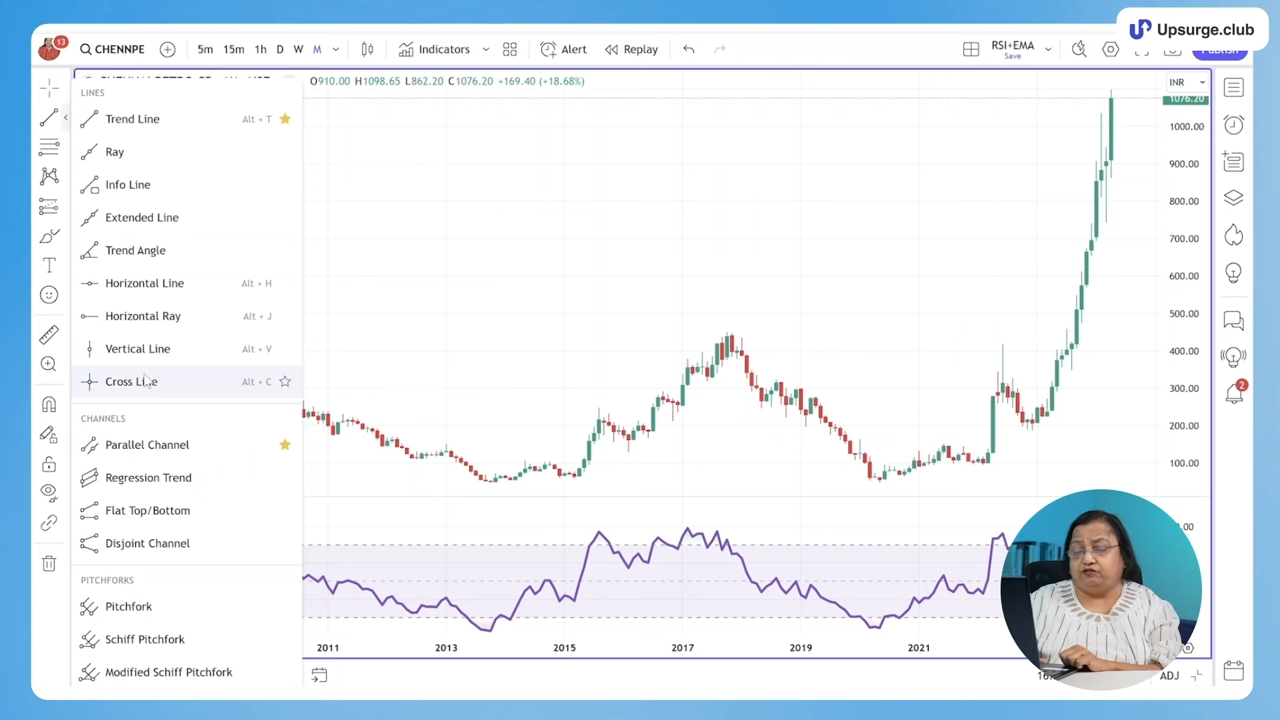 Upsurge.club
13
CHENNPE
5m 15m 1h D W M
Indicators
Alert
Replay
RSI+EMA
Save
O910.00 H1098.65 L862.20 C1076.20 +169.40 (+18.68%)
INR
1076.20
1000.00
900.00
800.00
700.00
600.00
500.00
400.00
300.00
200.00
100.00
LINES
Trend Line Alt + T
Ray
Info Line
Extended Line
Trend Angle
Horizontal Line Alt + H
Horizontal Ray Alt + J
Vertical Line Alt + V
Cross Line Alt + C
CHANNELS
Parallel Channel
Regression Trend
Flat Top/Bottom
Disjoint Channel
PITCHFORKS
Pitchfork
Schiff Pitchfork
Modified Schiff Pitchfork
2
2011 2013 2015 2017 2019 2021
ADJ